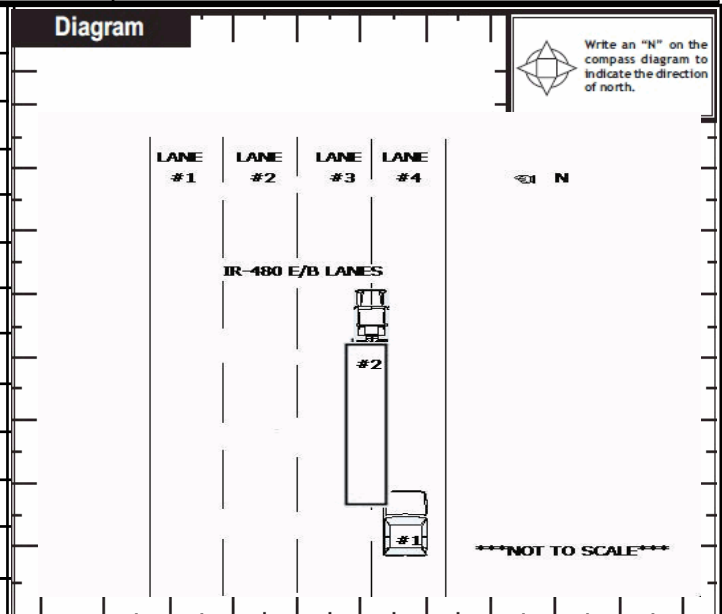 Diagram
Write an "N" on the
compass diagram to
indicate the direction
of north.
LANE LANE LANE LANE
#1 #2 #3 #4
N
IR-480 E/B LANES
#2
#1
***NOT TO SCALE***